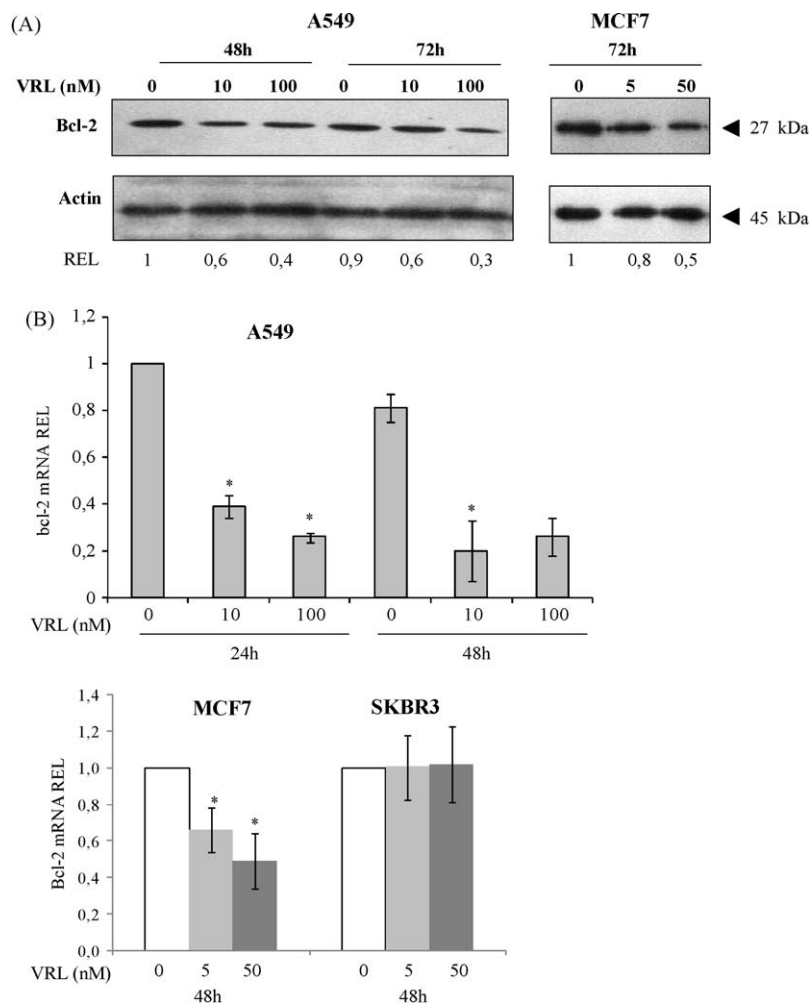 (A)
A549 MCF7
48h 72h 72h
VRL (nM) 0 10 100 0 10 100 0 5 50
Bcl-2 27 kDa
Actin 45 kDa
REL 1 0,6 0,4 0,9 0,6 0,3 1 0,8 0,5
(B)
A549
bcl-2 mRNA REL
1,2
1
0,8
0,6
0,4
0,2
0
* * *
VRL (nM) 0 10 100 0 10 100
24h 48h
MCF7 SKBR3
Bcl-2 mRNA REL
1,4
1,2
1,0
0,8
0,6
0,4
0,2
0,0
* *
VRL (nM) 0 5 50 0 5 50
48h 48h